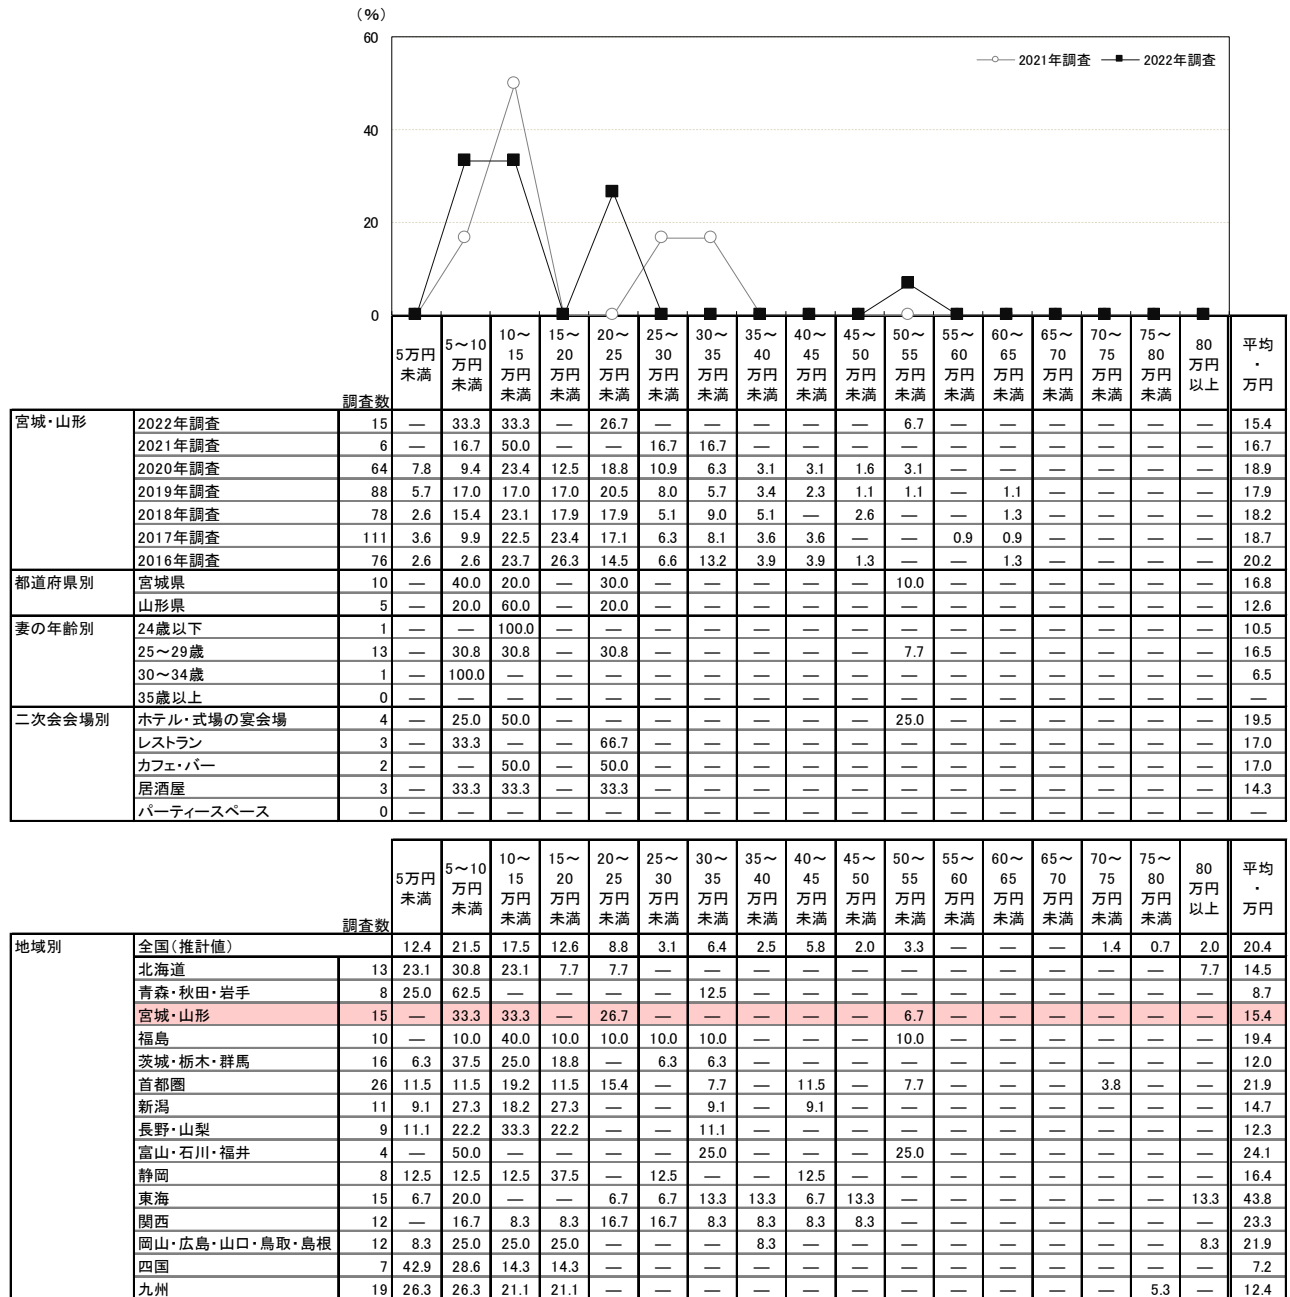 （%）
60
40
20
0
2021年調査 2022年調査
調査数 5万円未満 5～10万円未満 10～15万円未満 15～20万円未満 20～25万円未満 25～30万円未満 30～35万円未満 35～40万円未満 40～45万円未満 45～50万円未満 50～55万円未満 55～60万円未満 60～65万円未満 65～70万円未満 70～75万円未満 75～80万円未満 80万円以上 平均・万円
宮城・山形 2022年調査 15 — 33.3 33.3 — 26.7 — — — — — 6.7 — — — — — — 15.4
2021年調査 6 — 16.7 50.0 — — 16.7 16.7 — — — — — — — — — — 16.7
2020年調査 64 7.8 9.4 23.4 12.5 18.8 10.9 6.3 3.1 3.1 1.6 3.1 — — — — — — 18.9
2019年調査 88 5.7 17.0 17.0 17.0 20.5 8.0 5.7 3.4 2.3 1.1 1.1 — 1.1 — — — — 17.9
2018年調査 78 2.6 15.4 23.1 17.9 17.9 5.1 9.0 5.1 — 2.6 — — 1.3 — — — — 18.2
2017年調査 111 3.6 9.9 22.5 23.4 17.1 6.3 8.1 3.6 3.6 — — 0.9 0.9 — — — — 18.7
2016年調査 76 2.6 2.6 23.7 26.3 14.5 6.6 13.2 3.9 3.9 1.3 — — 1.3 — — — — 20.2
都道府県別 宮城県 10 — 40.0 20.0 — 30.0 — — — — — 10.0 — — — — — — 16.8
山形県 5 — 20.0 60.0 — 20.0 — — — — — — — — — — — — 12.6
妻の年齢別 24歳以下 1 — — 100.0 — — — — — — — — — — — — — — 10.5
25～29歳 13 — 30.8 30.8 — 30.8 — — — — — 7.7 — — — — — — 16.5
30～34歳 1 — 100.0 — — — — — — — — — — — — — — — 6.5
35歳以上 0 — — — — — — — — — — — — — — — — — —
二次会会場別 ホテル・式場の宴会場 4 — 25.0 50.0 — — — — — — — 25.0 — — — — — — 19.5
レストラン 3 — 33.3 — — 66.7 — — — — — — — — — — — — 17.0
カフェ・バー 2 — — 50.0 — 50.0 — — — — — — — — — — — — 17.0
居酒屋 3 — 33.3 33.3 — 33.3 — — — — — — — — — — — — 14.3
パーティースペース 0 — — — — — — — — — — — — — — — — — —
調査数 5万円未満 5～10万円未満 10～15万円未満 15～20万円未満 20～25万円未満 25～30万円未満 30～35万円未満 35～40万円未満 40～45万円未満 45～50万円未満 50～55万円未満 55～60万円未満 60～65万円未満 65～70万円未満 70～75万円未満 75～80万円未満 80万円以上 平均・万円
地域別 全国（推計値） 12.4 21.5 17.5 12.6 8.8 3.1 6.4 2.5 5.8 2.0 3.3 — — — 1.4 0.7 2.0 20.4
北海道 13 23.1 30.8 23.1 7.7 7.7 — — — — — — — — — — — 7.7 14.5
青森・秋田・岩手 8 25.0 62.5 — — — — 12.5 — — — — — — — — — — 8.7
宮城・山形 15 — 33.3 33.3 — 26.7 — — — — — 6.7 — — — — — — 15.4
福島 10 — 10.0 40.0 10.0 10.0 10.0 10.0 — — — 10.0 — — — — — — 19.4
茨城・栃木・群馬 16 6.3 37.5 25.0 18.8 — 6.3 6.3 — — — — — — — — — — 12.0
首都圏 26 11.5 11.5 19.2 11.5 15.4 — 7.7 — 11.5 — 7.7 — — — 3.8 — — 21.9
新潟 11 9.1 27.3 18.2 27.3 — — 9.1 — 9.1 — — — — — — — — 14.7
長野・山梨 9 11.1 22.2 33.3 22.2 — — 11.1 — — — — — — — — — — 12.3
富山・石川・福井 4 — 50.0 — — — — 25.0 — — — 25.0 — — — — — — 24.1
静岡 8 12.5 12.5 12.5 37.5 — 12.5 — — 12.5 — — — — — — — — 16.4
東海 15 6.7 20.0 — — 6.7 6.7 13.3 13.3 6.7 13.3 — — — — — — 13.3 43.8
関西 12 — 16.7 8.3 8.3 16.7 16.7 8.3 8.3 8.3 8.3 — — — — — — — 23.3
岡山・広島・山口・鳥取・島根 12 8.3 25.0 25.0 25.0 — — — 8.3 — — — — — — — — 8.3 21.9
四国 7 42.9 28.6 14.3 14.3 — — — — — — — — — — — — — 7.2
九州 19 26.3 26.3 21.1 21.1 — — — — — — — — — — — 5.3 — 12.4